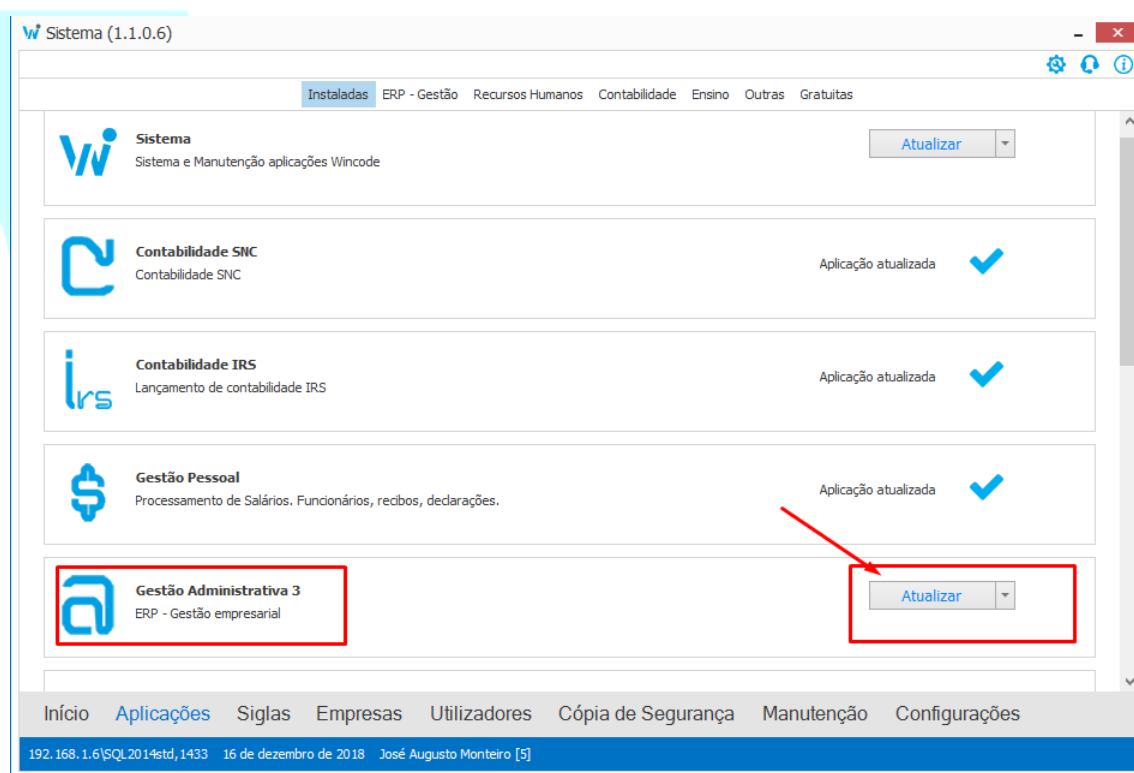 Sistema (1.1.0.6)
Instaladas ERP - Gestão Recursos Humanos Contabilidade Ensino Outras Gratuitas
Sistema
Sistema e Manutenção aplicações Wincode
Atualizar
Contabilidade SNC
Contabilidade SNC
Aplicação atualizada
irs
Contabilidade IRS
Lançamento de contabilidade IRS
Aplicação atualizada
Gestão Pessoal
Processamento de Salários. Funcionários, recibos, declarações.
Aplicação atualizada
Gestão Administrativa 3
ERP - Gestão empresarial
Atualizar
Início Aplicações Siglas Empresas Utilizadores Cópia de Segurança Manutenção Configurações
192.168.1.6\SQL2014std,1433 16 de dezembro de 2018 José Augusto Monteiro [5]